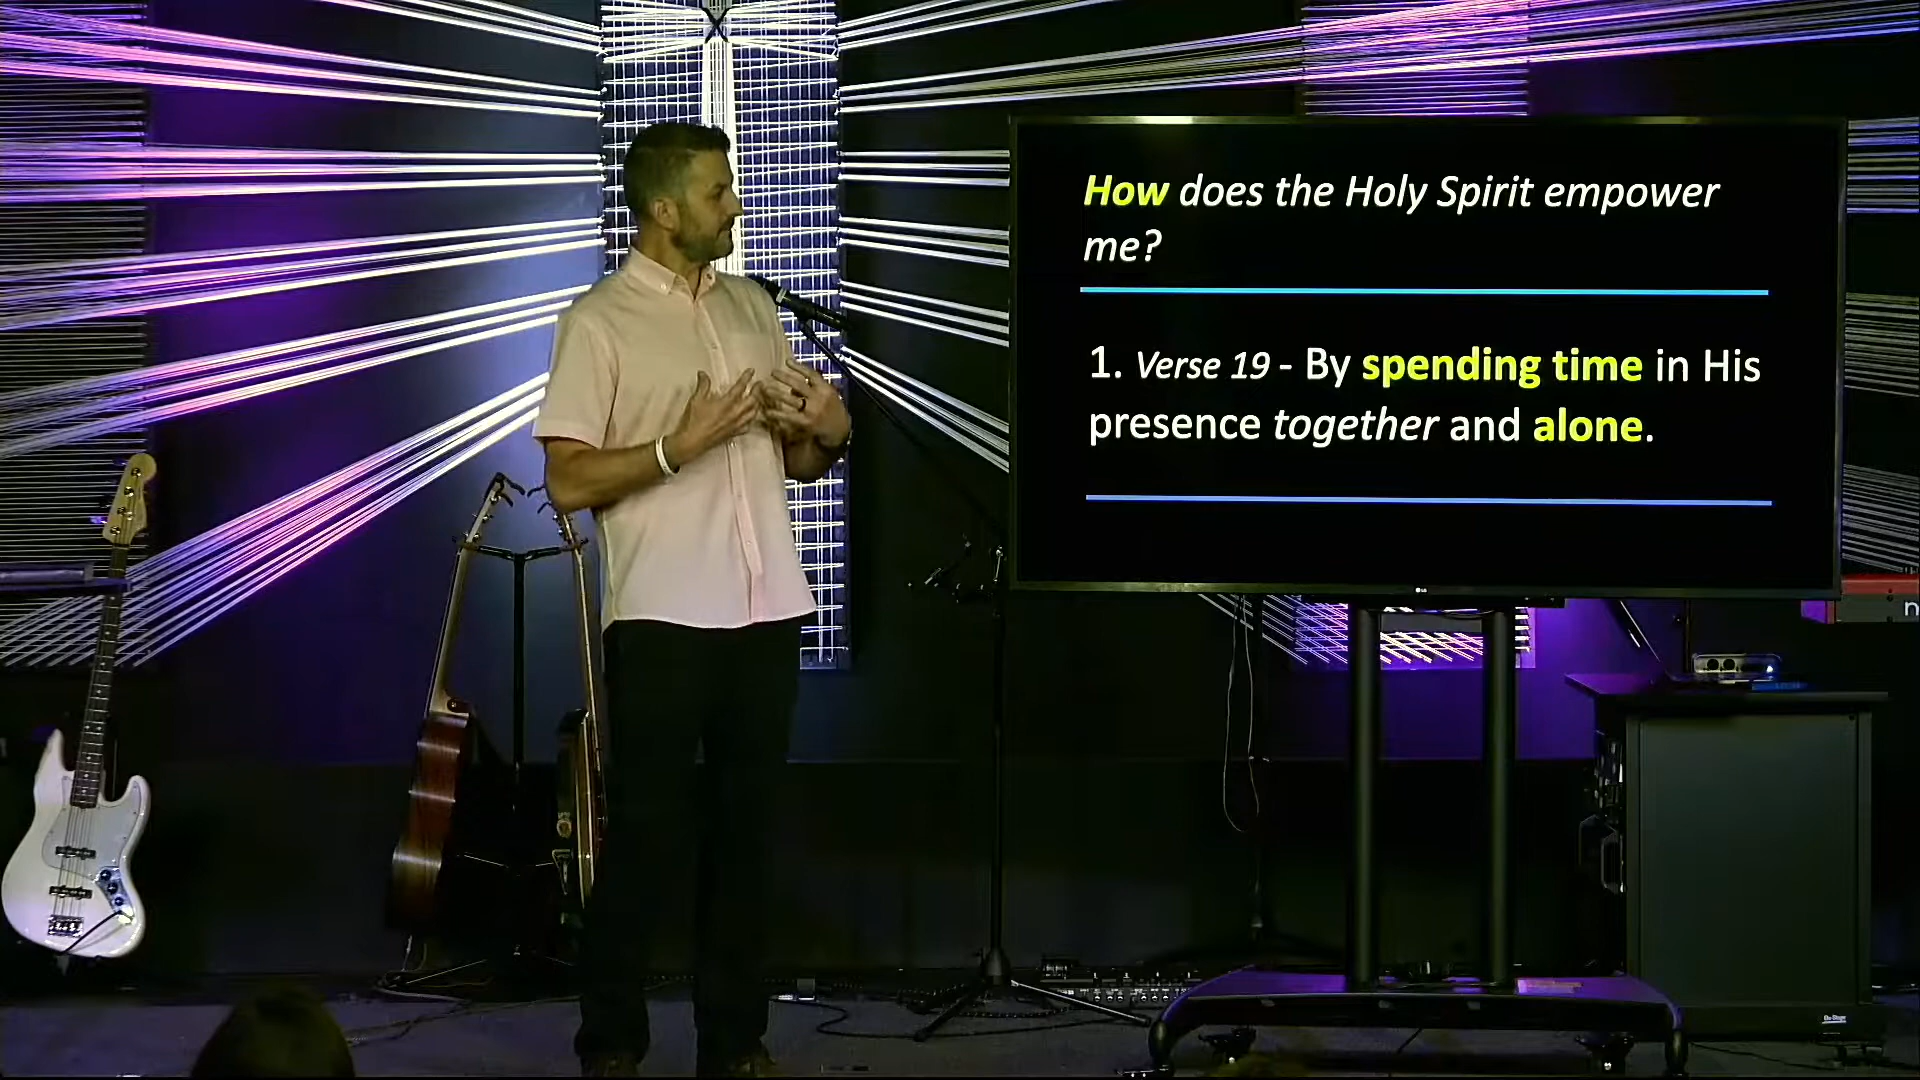 How does the Holy Spirit empower
me?
1. Verse 19 - By spending time in His
presence together and alone.
LG
n